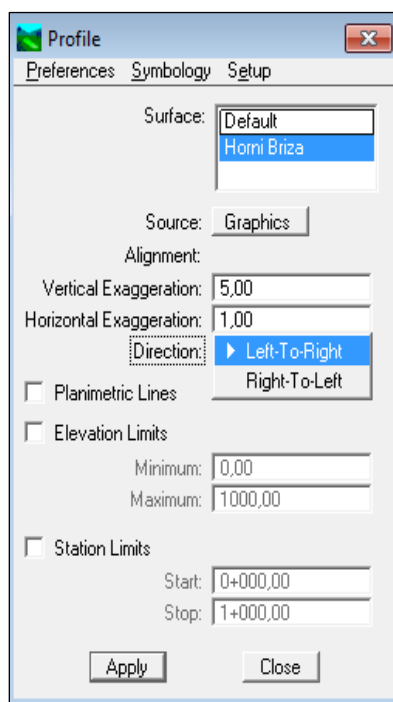 Profile
Preferences Symbology Setup
Surface: Default
Horni Briza
Source: Graphics
Alignment:
Vertical Exaggeration: 5,00
Horizontal Exaggeration: 1,00
Direction: Left-To-Right
Right-To-Left
Planimetric Lines
Elevation Limits
Minimum: 0,00
Maximum: 1000,00
Station Limits
Start: 0+000,00
Stop: 1+000,00
Apply Close